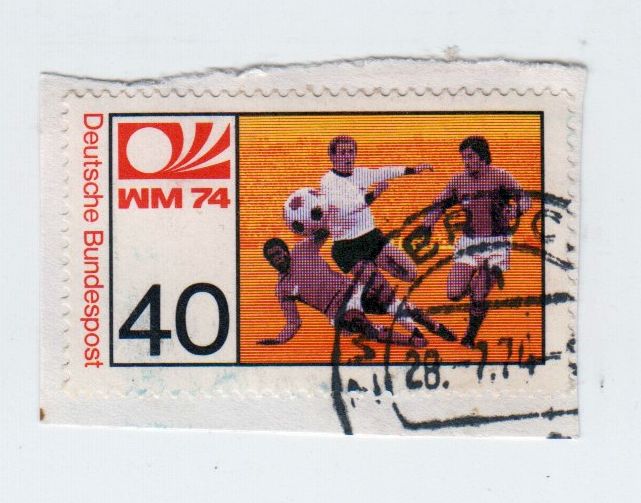 Deutsche Bundespost
WM 74
40
28.-7.74-